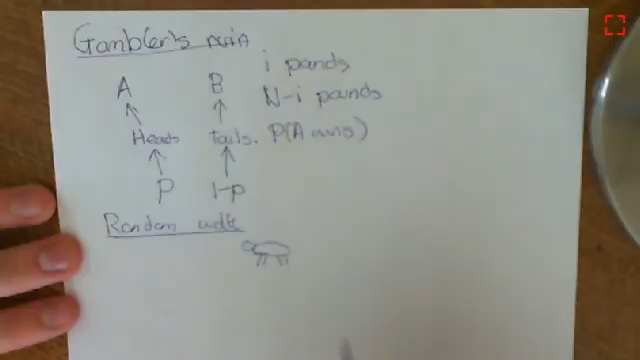 Gambler's ruin
i pounds
A B N-i pounds
Heads tails. P(A wins)
P 1-p
Random walk